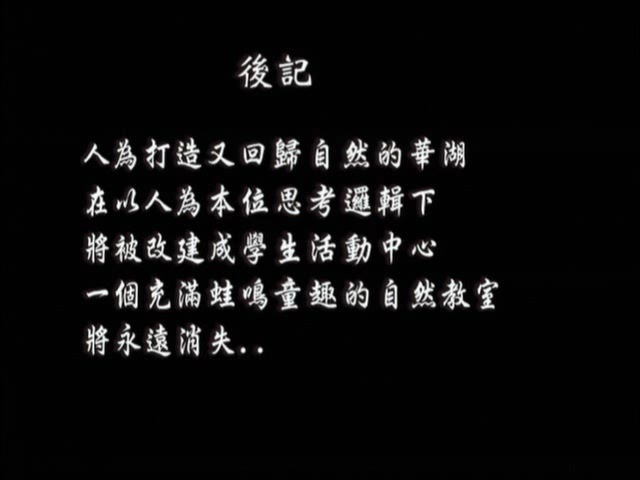 後記
人為打造又回歸自然的華湖
在以人為本位思考邏輯下
將被改建成學生活動中心
一個充滿蛙鳴童趣的自然教室
將永遠消失..